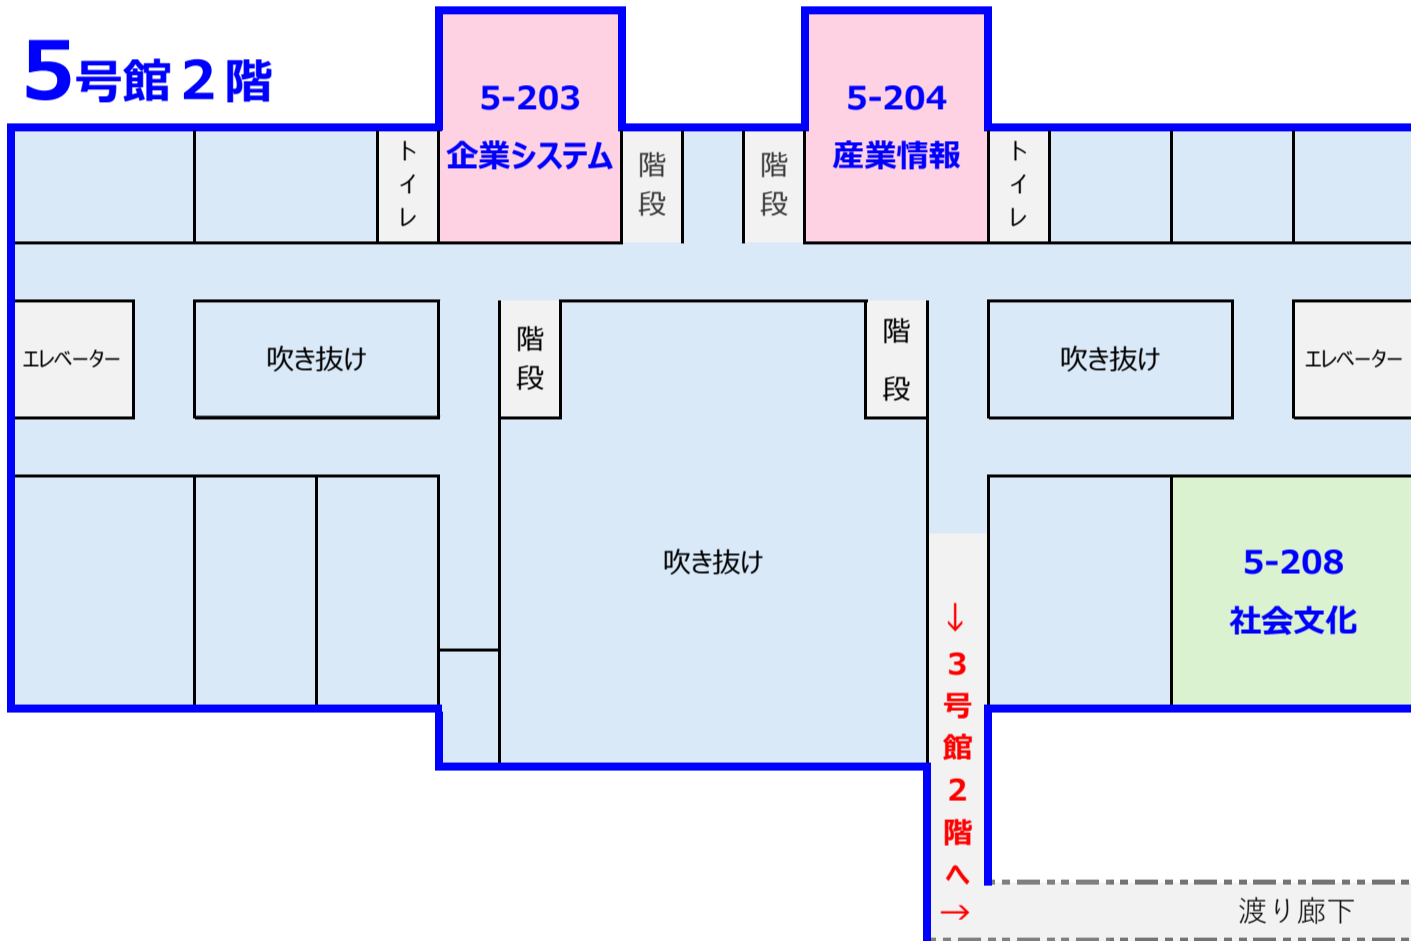 5号館２階
5-203
企業システム
5-204
産業情報
トイレ
階段
階段
トイレ
エレベーター
吹き抜け
階段
階段
吹き抜け
エレベーター
吹き抜け
5-208
社会文化
↓3号館2階へ→
渡り廊下